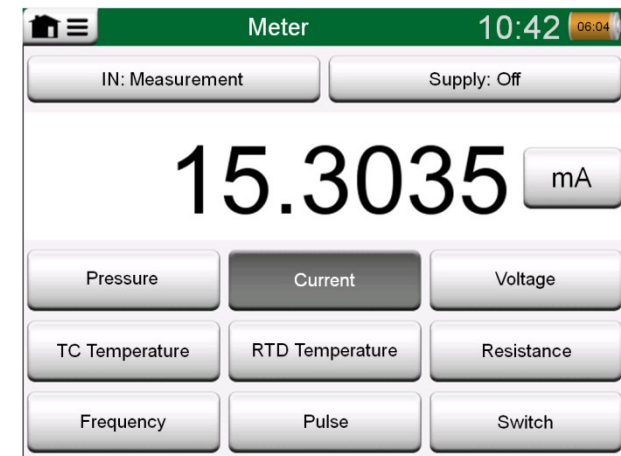 Meter 10:42 06:04
IN: Measurement Supply: Off
15.3035 mA
Pressure Current Voltage
TC Temperature RTD Temperature Resistance
Frequency Pulse Switch